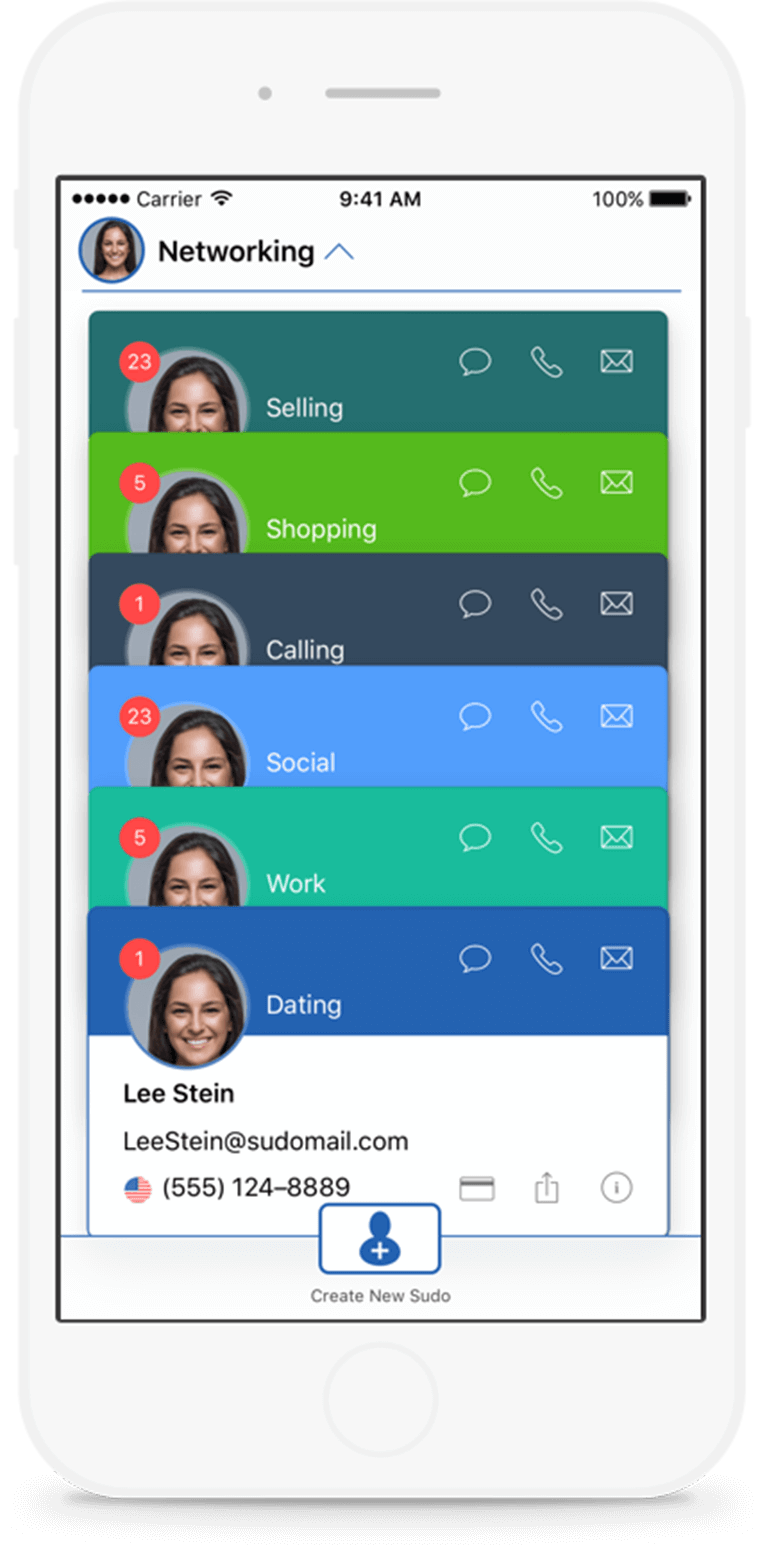 ●●●●● Carrier 9:41 AM 100%
Networking
23
Selling
5
Shopping
1
Calling
23
Social
5
Work
1
Dating
Lee Stein
LeeStein@sudomail.com
(555) 124–8889
Create New Sudo